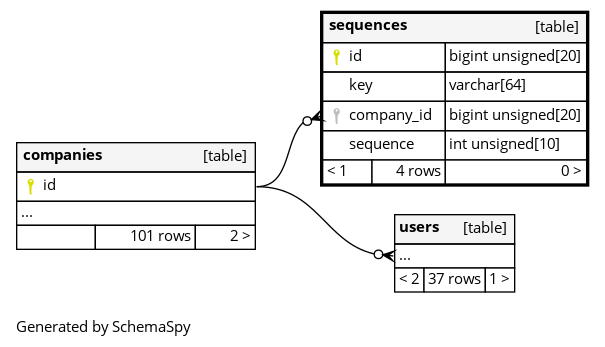 sequences [table]
id bigint unsigned[20]
key varchar[64]
company_id bigint unsigned[20]
sequence int unsigned[10]
< 1 4 rows 0 >
companies [table]
id
...
101 rows 2 >
users [table]
...
< 2 37 rows 1 >
Generated by SchemaSpy